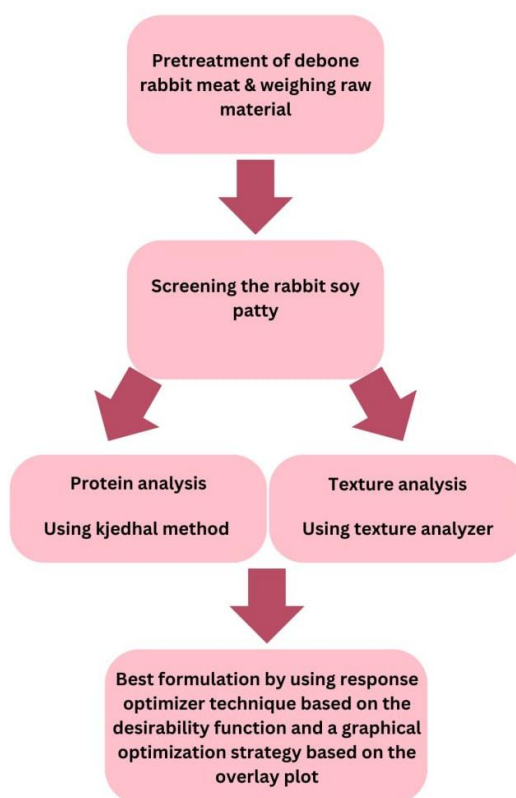 Pretreatment of debone
rabbit meat & weighing raw
material
Screening the rabbit soy
patty
Protein analysis
Using kjedhal method
Texture analysis
Using texture analyzer
Best formulation by using response
optimizer technique based on the
desirability function and a graphical
optimization strategy based on the
overlay plot